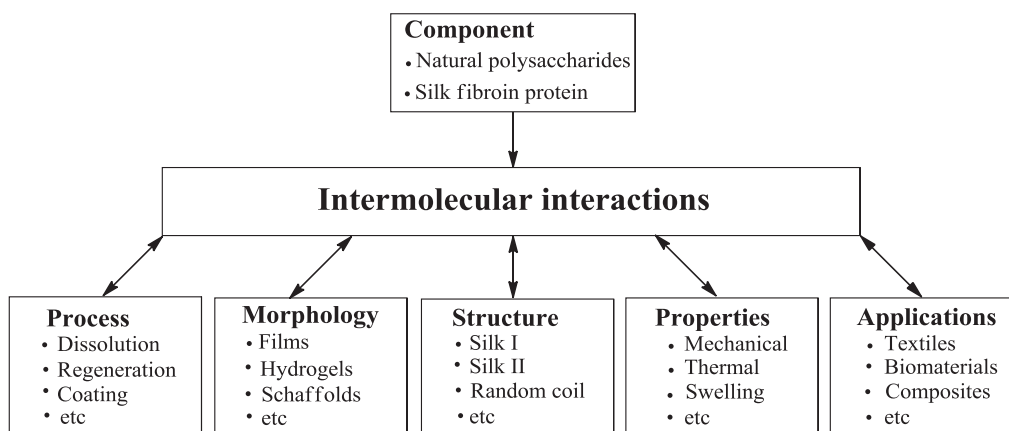 Component
• Natural polysaccharides
• Silk fibroin protein
Intermolecular interactions
Process
• Dissolution
• Regeneration
• Coating
• etc
Morphology
• Films
• Hydrogels
• Schaffolds
• etc
Structure
• Silk I
• Silk II
• Random coil
• etc
Properties
• Mechanical
• Thermal
• Swelling
• etc
Applications
• Textiles
• Biomaterials
• Composites
• etc